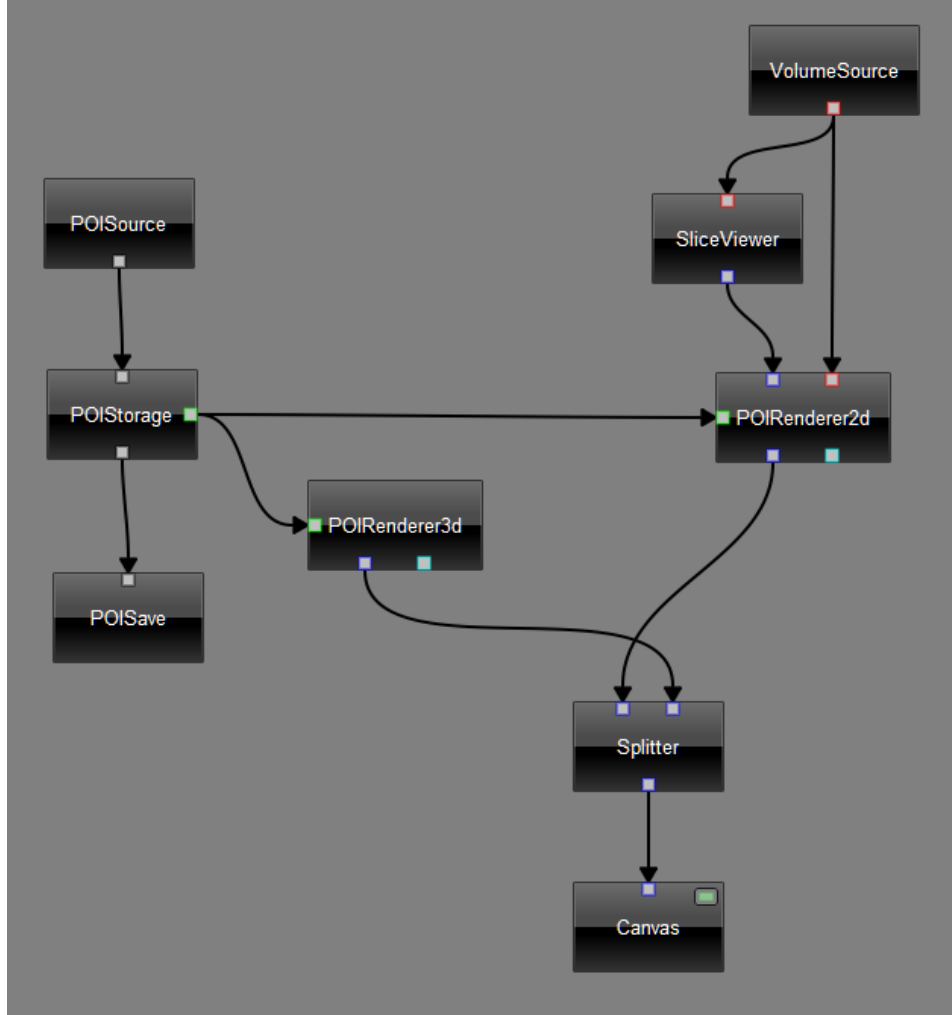 VolumeSource
POISource
SliceViewer
POIStorage
POIRenderer2d
POIRenderer3d
POISave
Splitter
Canvas